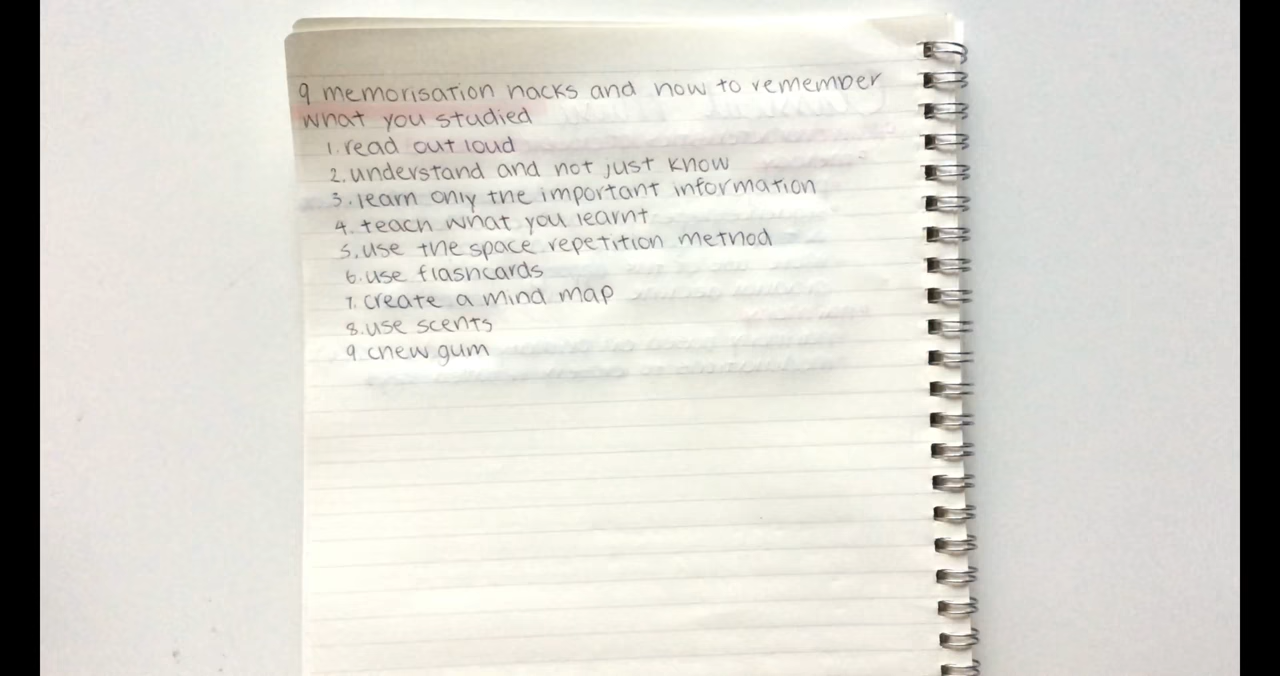 9 memorisation hacks and how to remember
what you studied
1. read out loud
2. understand and not just know
3. learn only the important information
4. teach what you learnt
5. use the space repetition method
6. use flashcards
7. create a mind map
8. use scents
9. chew gum